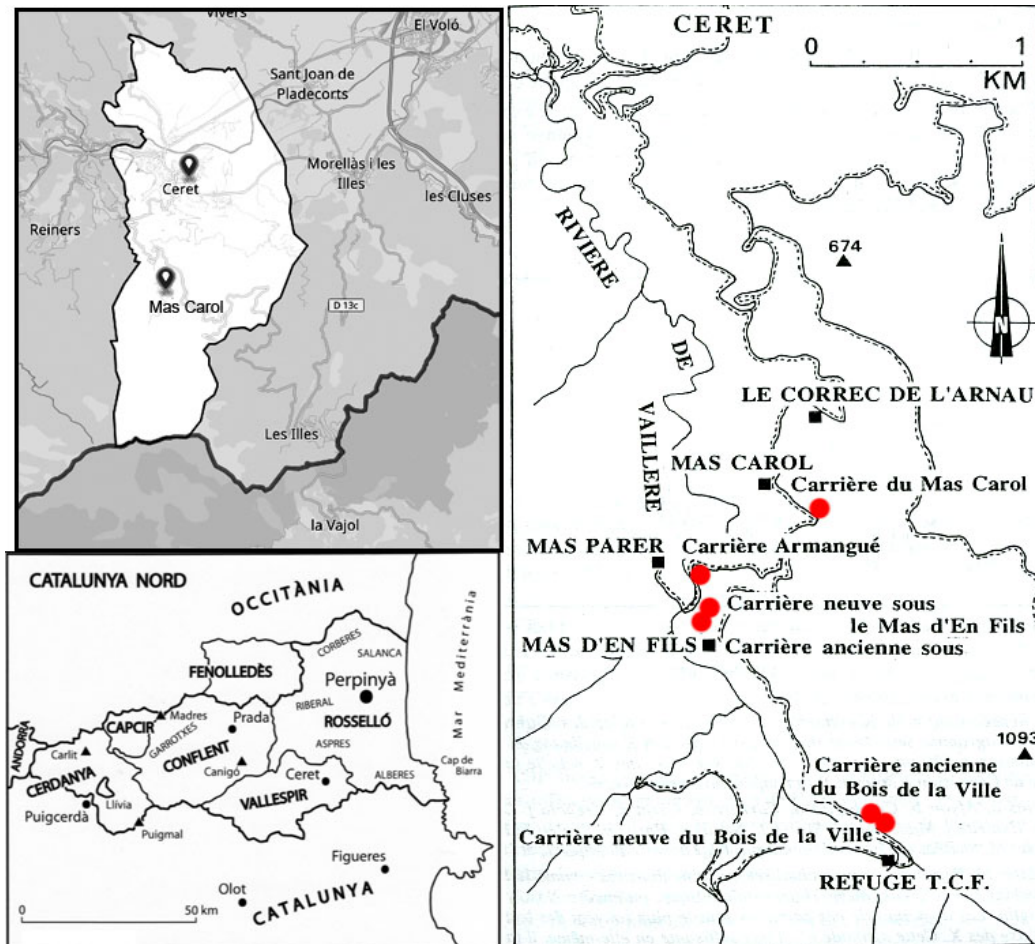 Vivers
El Voló
Sant Joan de
Pladecorts
Ceret
Morellàs i les
Illes
les Cluses
Reiners
Mas Carol
D 13c
Les Illes
la Vajol
CATALUNYA NORD
OCCITÀNIA
CORBERES
SALANCA
FENOLLEDÈS
Perpinyà
Mar Mediterrània
RIBERAL
ROSSELLÓ
CAPCIR
Madres
Prada
GARROTXES
ANDORRA
Carlit
CONFLENT
ASPRES
Canigó
Ceret
ALBERES
Cap de
Biarra
CERDANYA
VALLESPIR
Llívia
Puigcerdà
Puigmal
Figueres
Olot
CATALUNYA
0 50 km
CERET
0 1
KM
RIVIERE
DE
VAILLERE
674
N
LE CORREC DE L'ARNAU
MAS CAROL
Carrière du Mas Carol
MAS PARER Carrière Armangué
Carrière neuve sous
le Mas d'En Fils
MAS D'EN FILS Carrière ancienne sous
1093
Carrière ancienne
du Bois de la Ville
Carrière neuve du Bois de la Ville
REFUGE T.C.F.